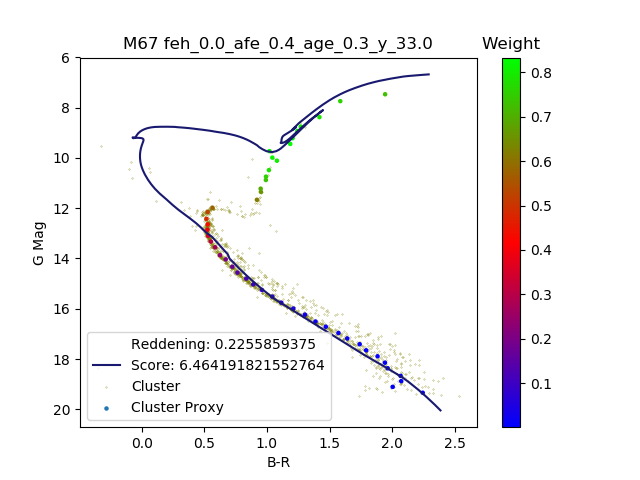 M67 feh_0.0_afe_0.4_age_0.3_y_33.0
Weight
6
8
10
12
14
16
18
20
G Mag
0.0
0.5
1.0
1.5
2.0
2.5
B-R
Reddening: 0.2255859375
Score: 6.464191821552764
Cluster
Cluster Proxy
0.8
0.7
0.6
0.5
0.4
0.3
0.2
0.1